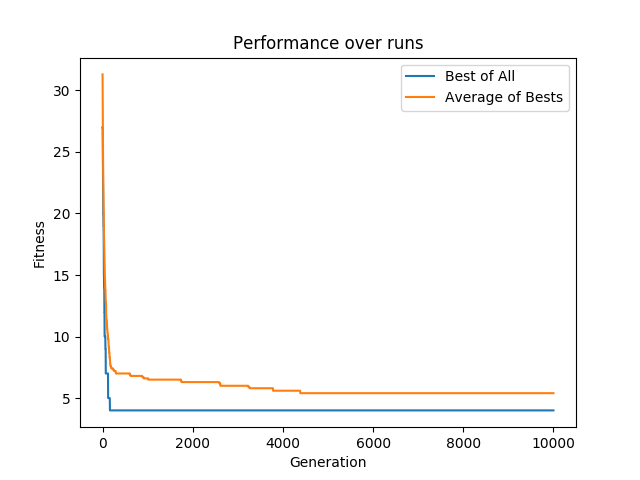 Performance over runs
Best of All
Average of Bests
30
25
20
15
10
5
Fitness
0 2000 4000 6000 8000 10000
Generation